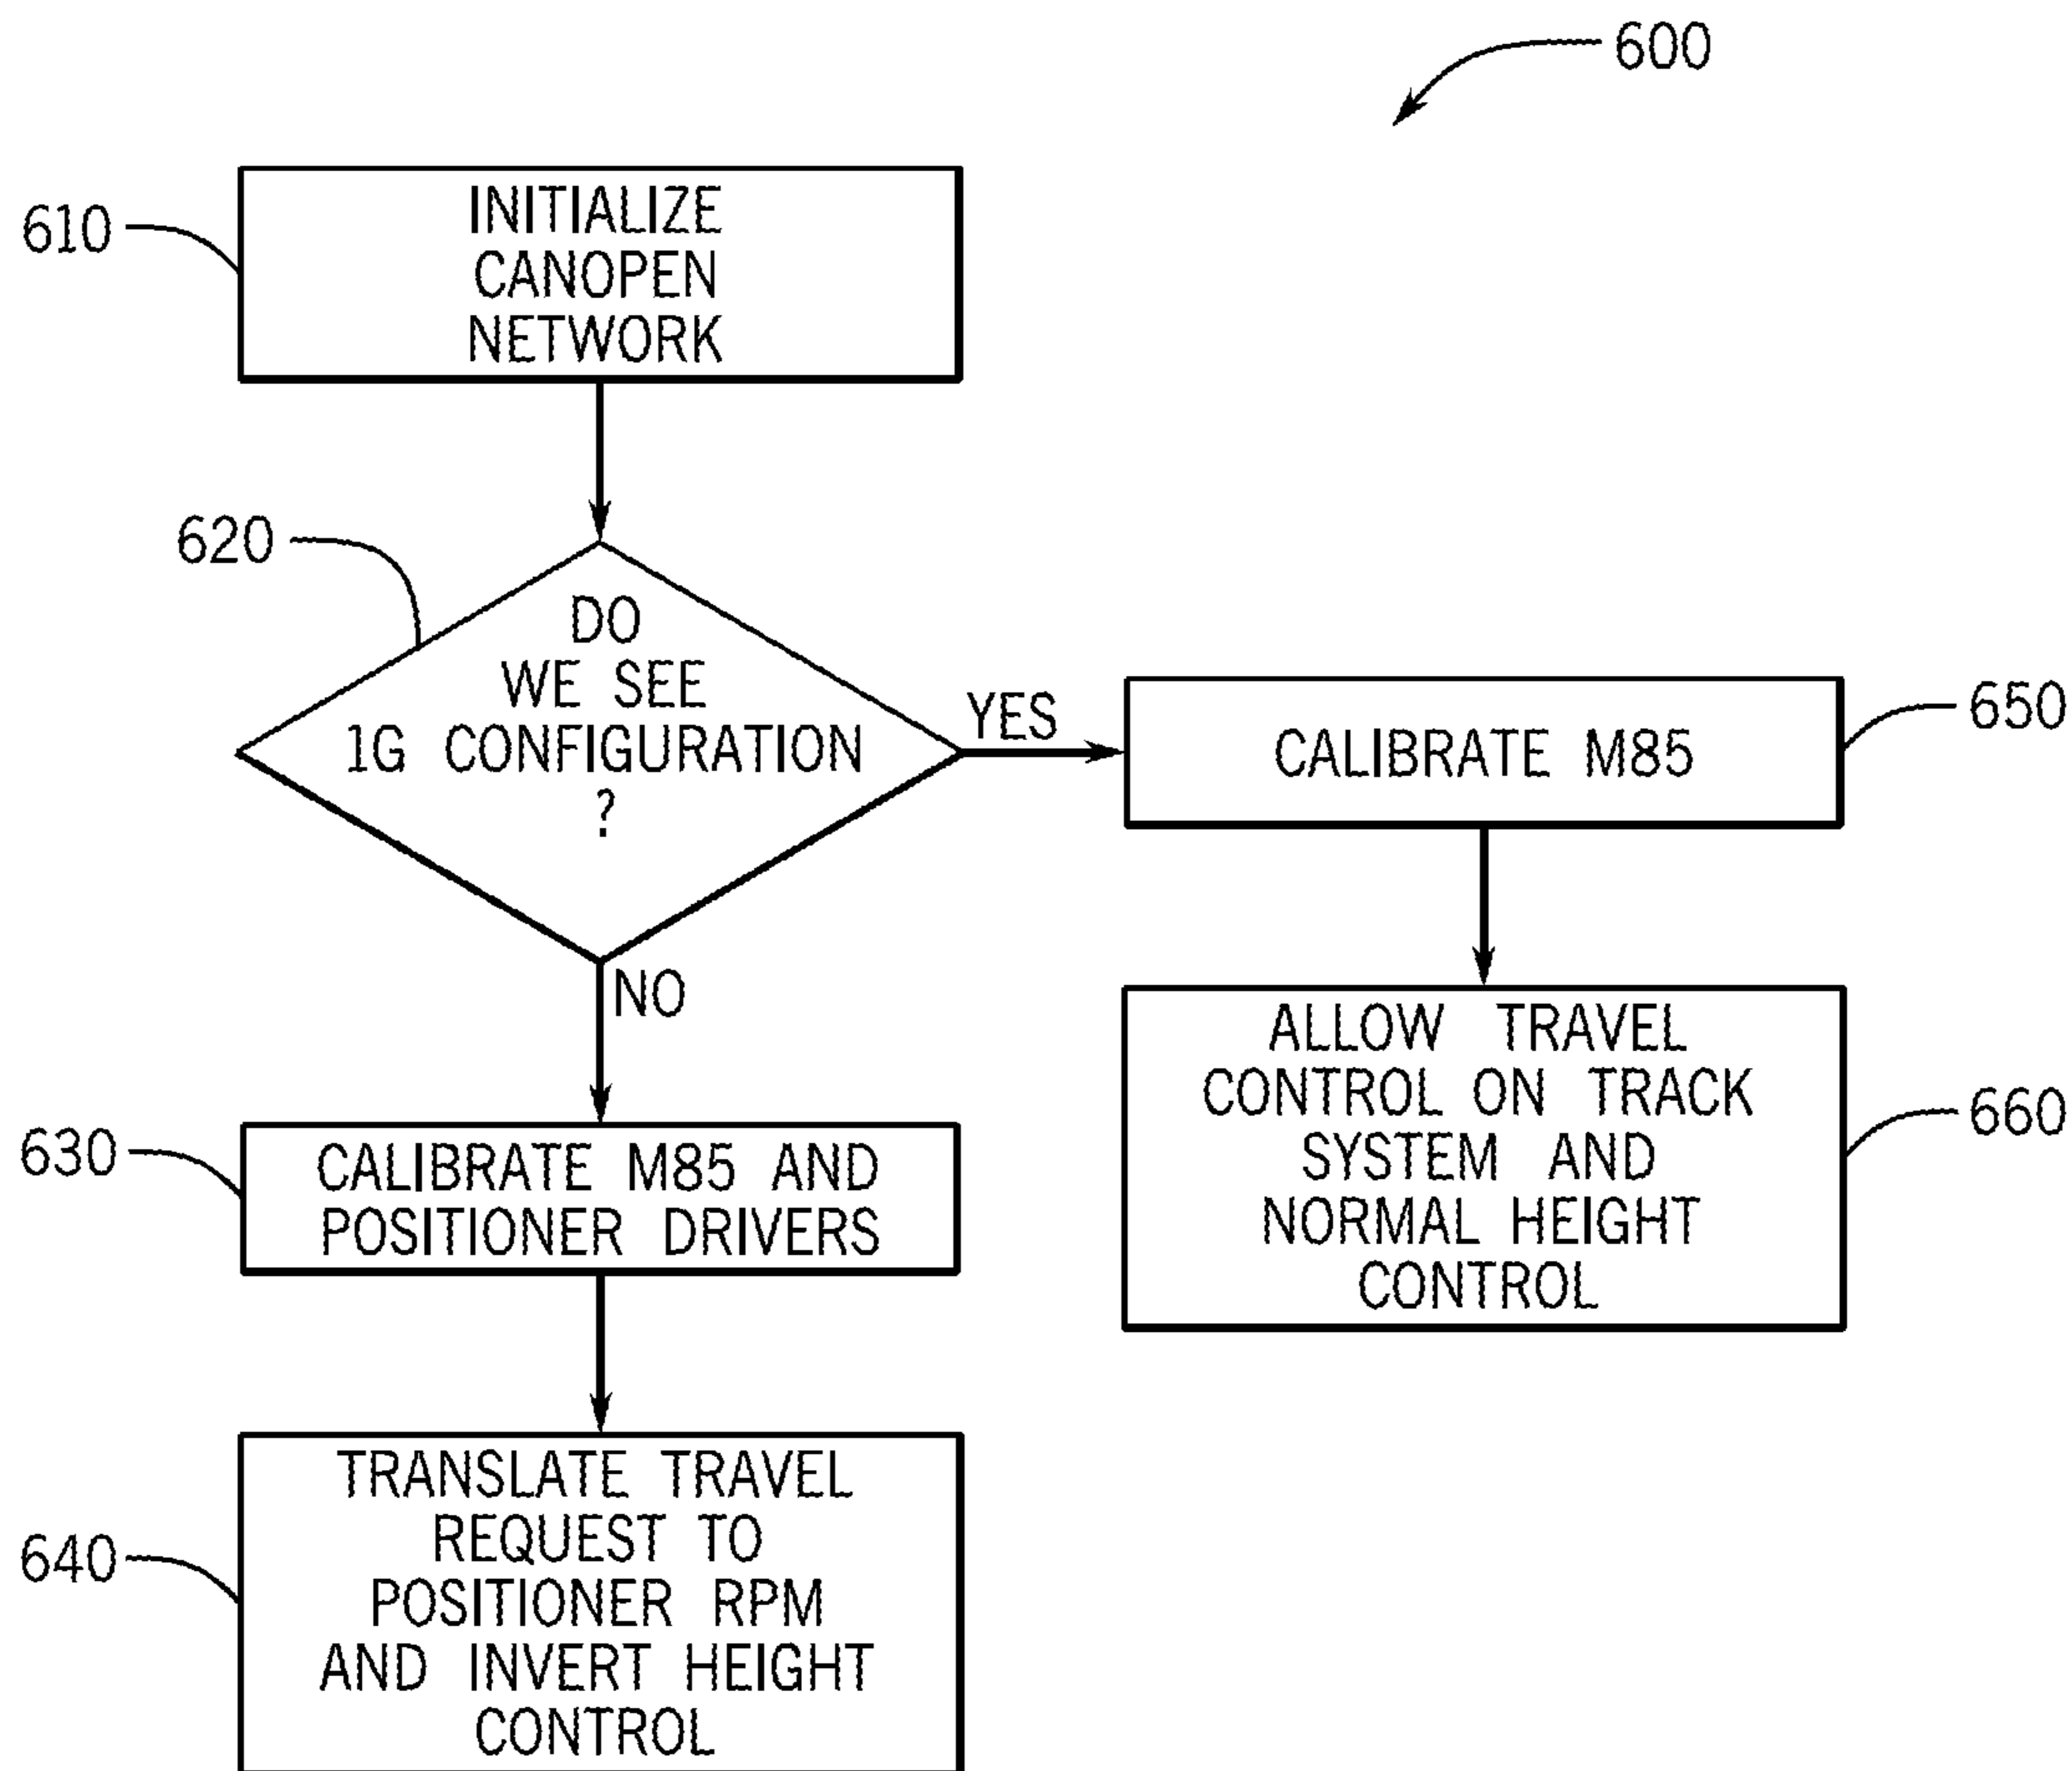 600
610
INITIALIZE
CANOPEN
NETWORK
620
DO
WE SEE
1G CONFIGURATION
?
YES
650
CALIBRATE M85
NO
660
ALLOW TRAVEL
CONTROL ON TRACK
SYSTEM AND
NORMAL HEIGHT
CONTROL
630
CALIBRATE M85 AND
POSITIONER DRIVERS
640
TRANSLATE TRAVEL
REQUEST TO
POSITIONER RPM
AND INVERT HEIGHT
CONTROL